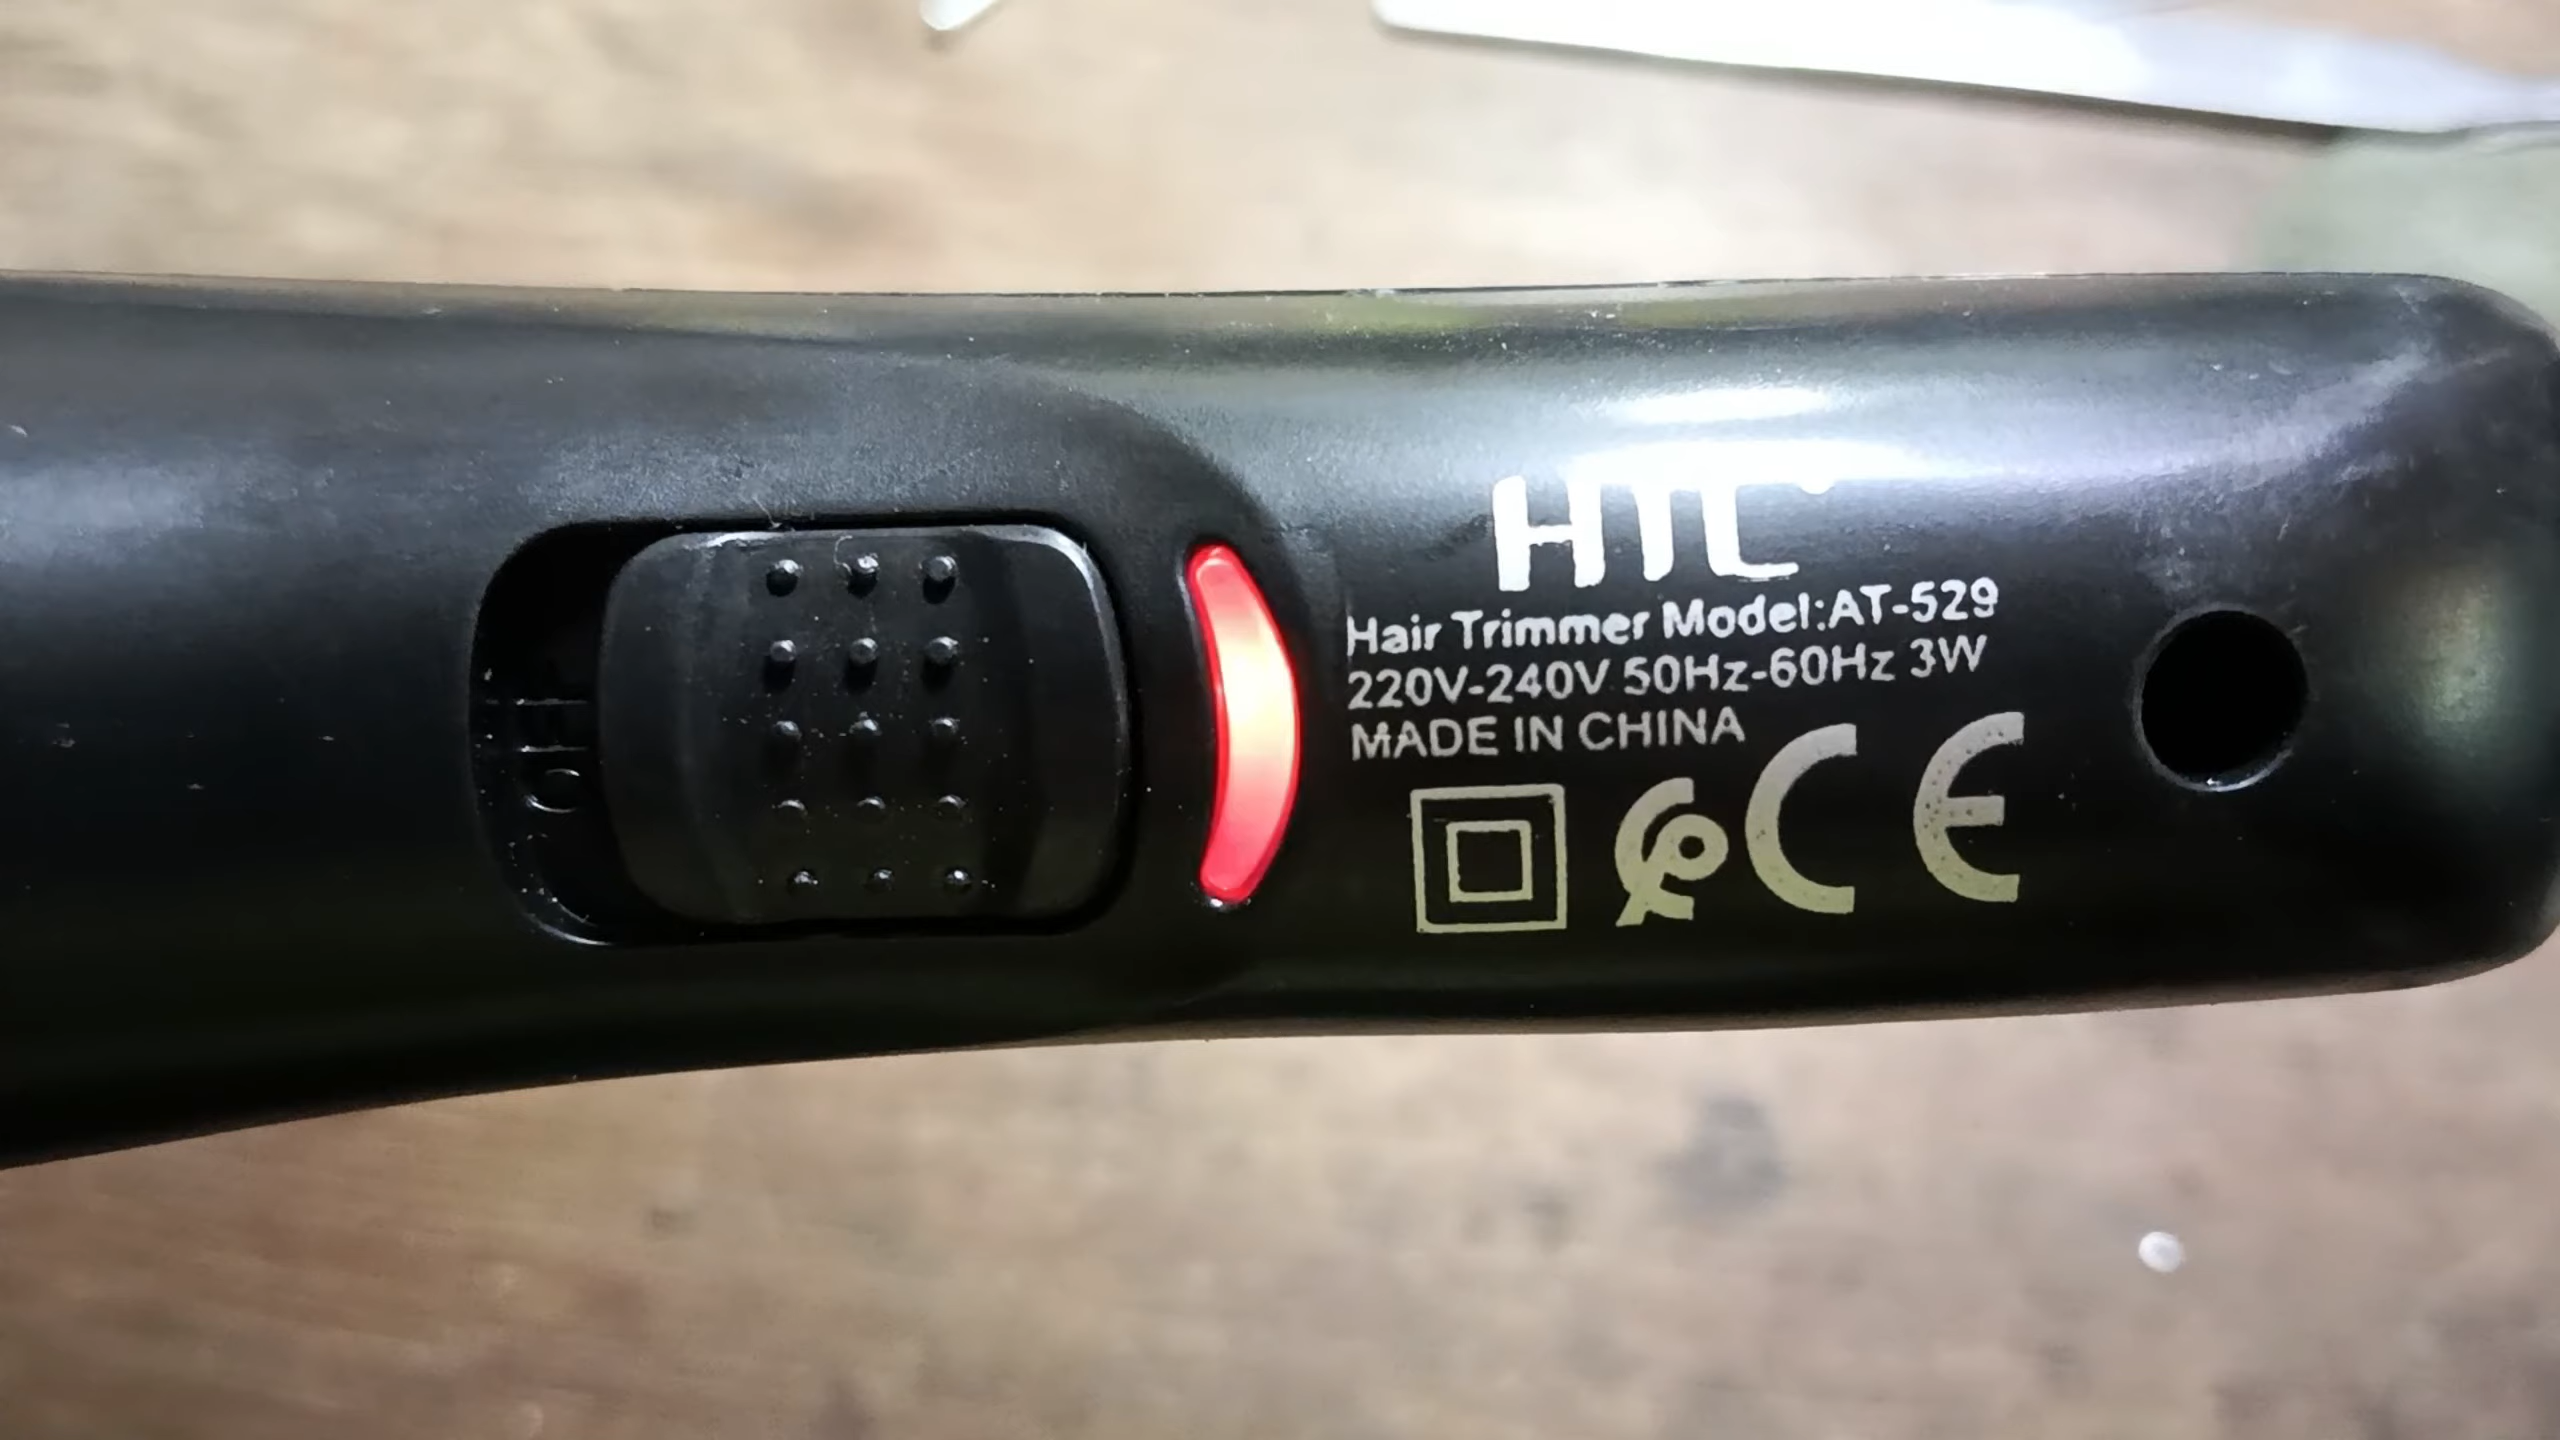 HTC
Hair Trimmer Model:AT-529
220V-240V 50Hz-60Hz 3W
MADE IN CHINA
CE